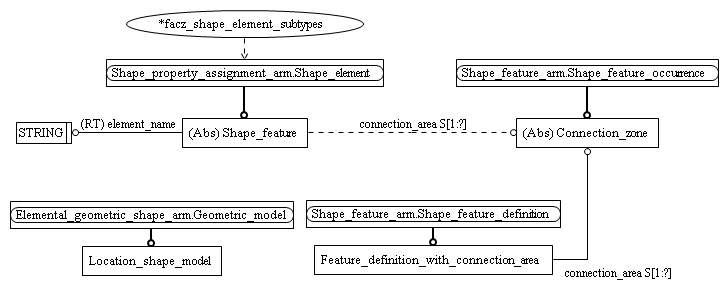 *facz_shape_element_subtypes
Shape_property_assignment_arm.Shape_element
Shape_feature_arm.Shape_feature_occurrence
STRING
(RT) element_name
(Abs) Shape_feature
connection_area S[1:?]
(Abs) Connection_zone
Elemental_geometric_shape_arm.Geometric_model
Shape_feature_arm.Shape_feature_definition
Location_shape_model
Feature_definition_with_connection_area
connection_area S[1:?]